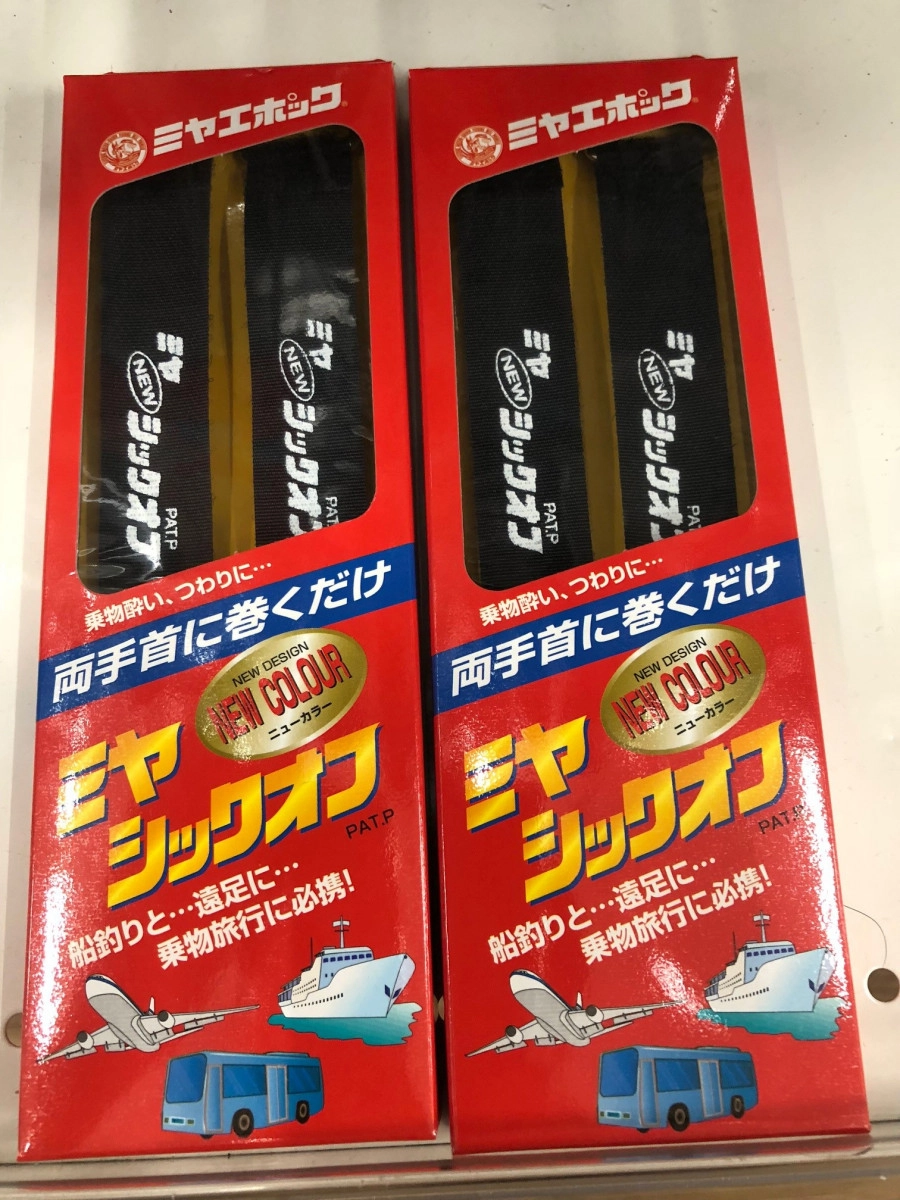 ミヤエポック
ミヤ
NEW
シックオフ
PAT.P
ミヤ
NEW
シックオフ
PAT.P
乗物酔い、つわりに…
両手首に巻くだけ
NEW DESIGN
NEW COLOUR
ニューカラー
ミヤ
シックオフ
PAT.P
船釣りと…遠足に…
乗物旅行に必携!
ミヤエポック
ミヤ
NEW
シックオフ
PAT.P
ミヤ
NEW
シックオフ
PAT.P
乗物酔い、つわりに…
両手首に巻くだけ
NEW DESIGN
NEW COLOUR
ニューカラー
ミヤ
シックオフ
PAT.P
船釣りと…遠足に…
乗物旅行に必携!